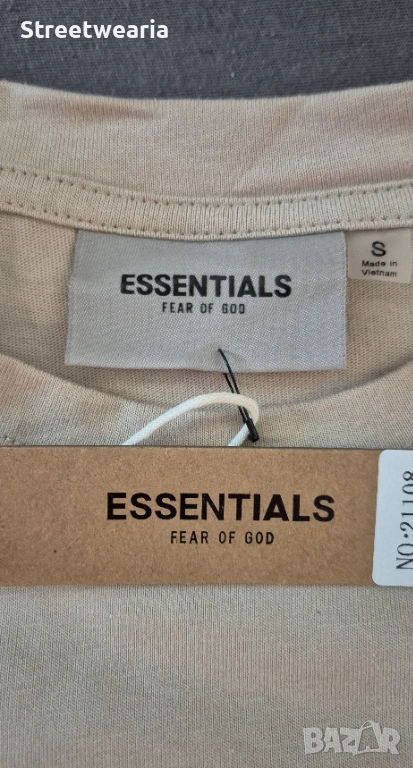 Streetwearia
ESSENTIALS
FEAR OF GOD
S
Made in
Vietnam
ESSENTIALS
FEAR OF GOD
NO:21108
BAZAR